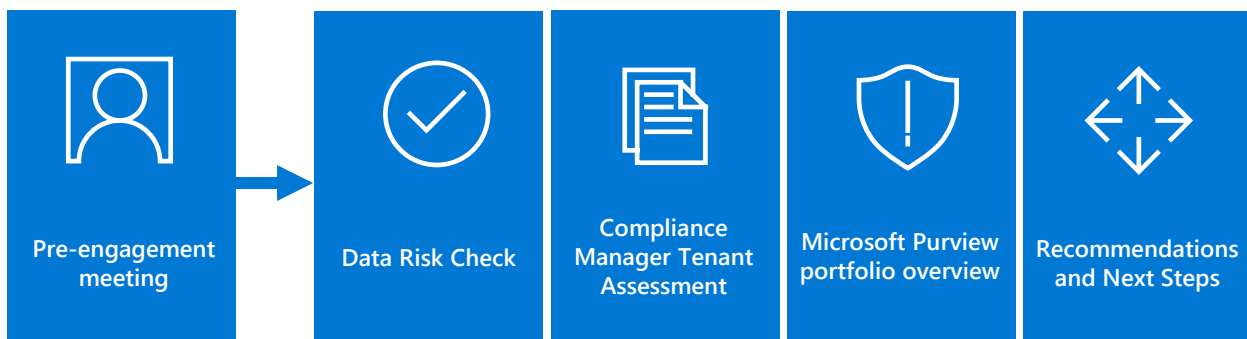 Pre-engagement
meeting
Data Risk Check
Compliance
Manager Tenant
Assessment
Microsoft Purview
portfolio overview
Recommendations
and Next Steps